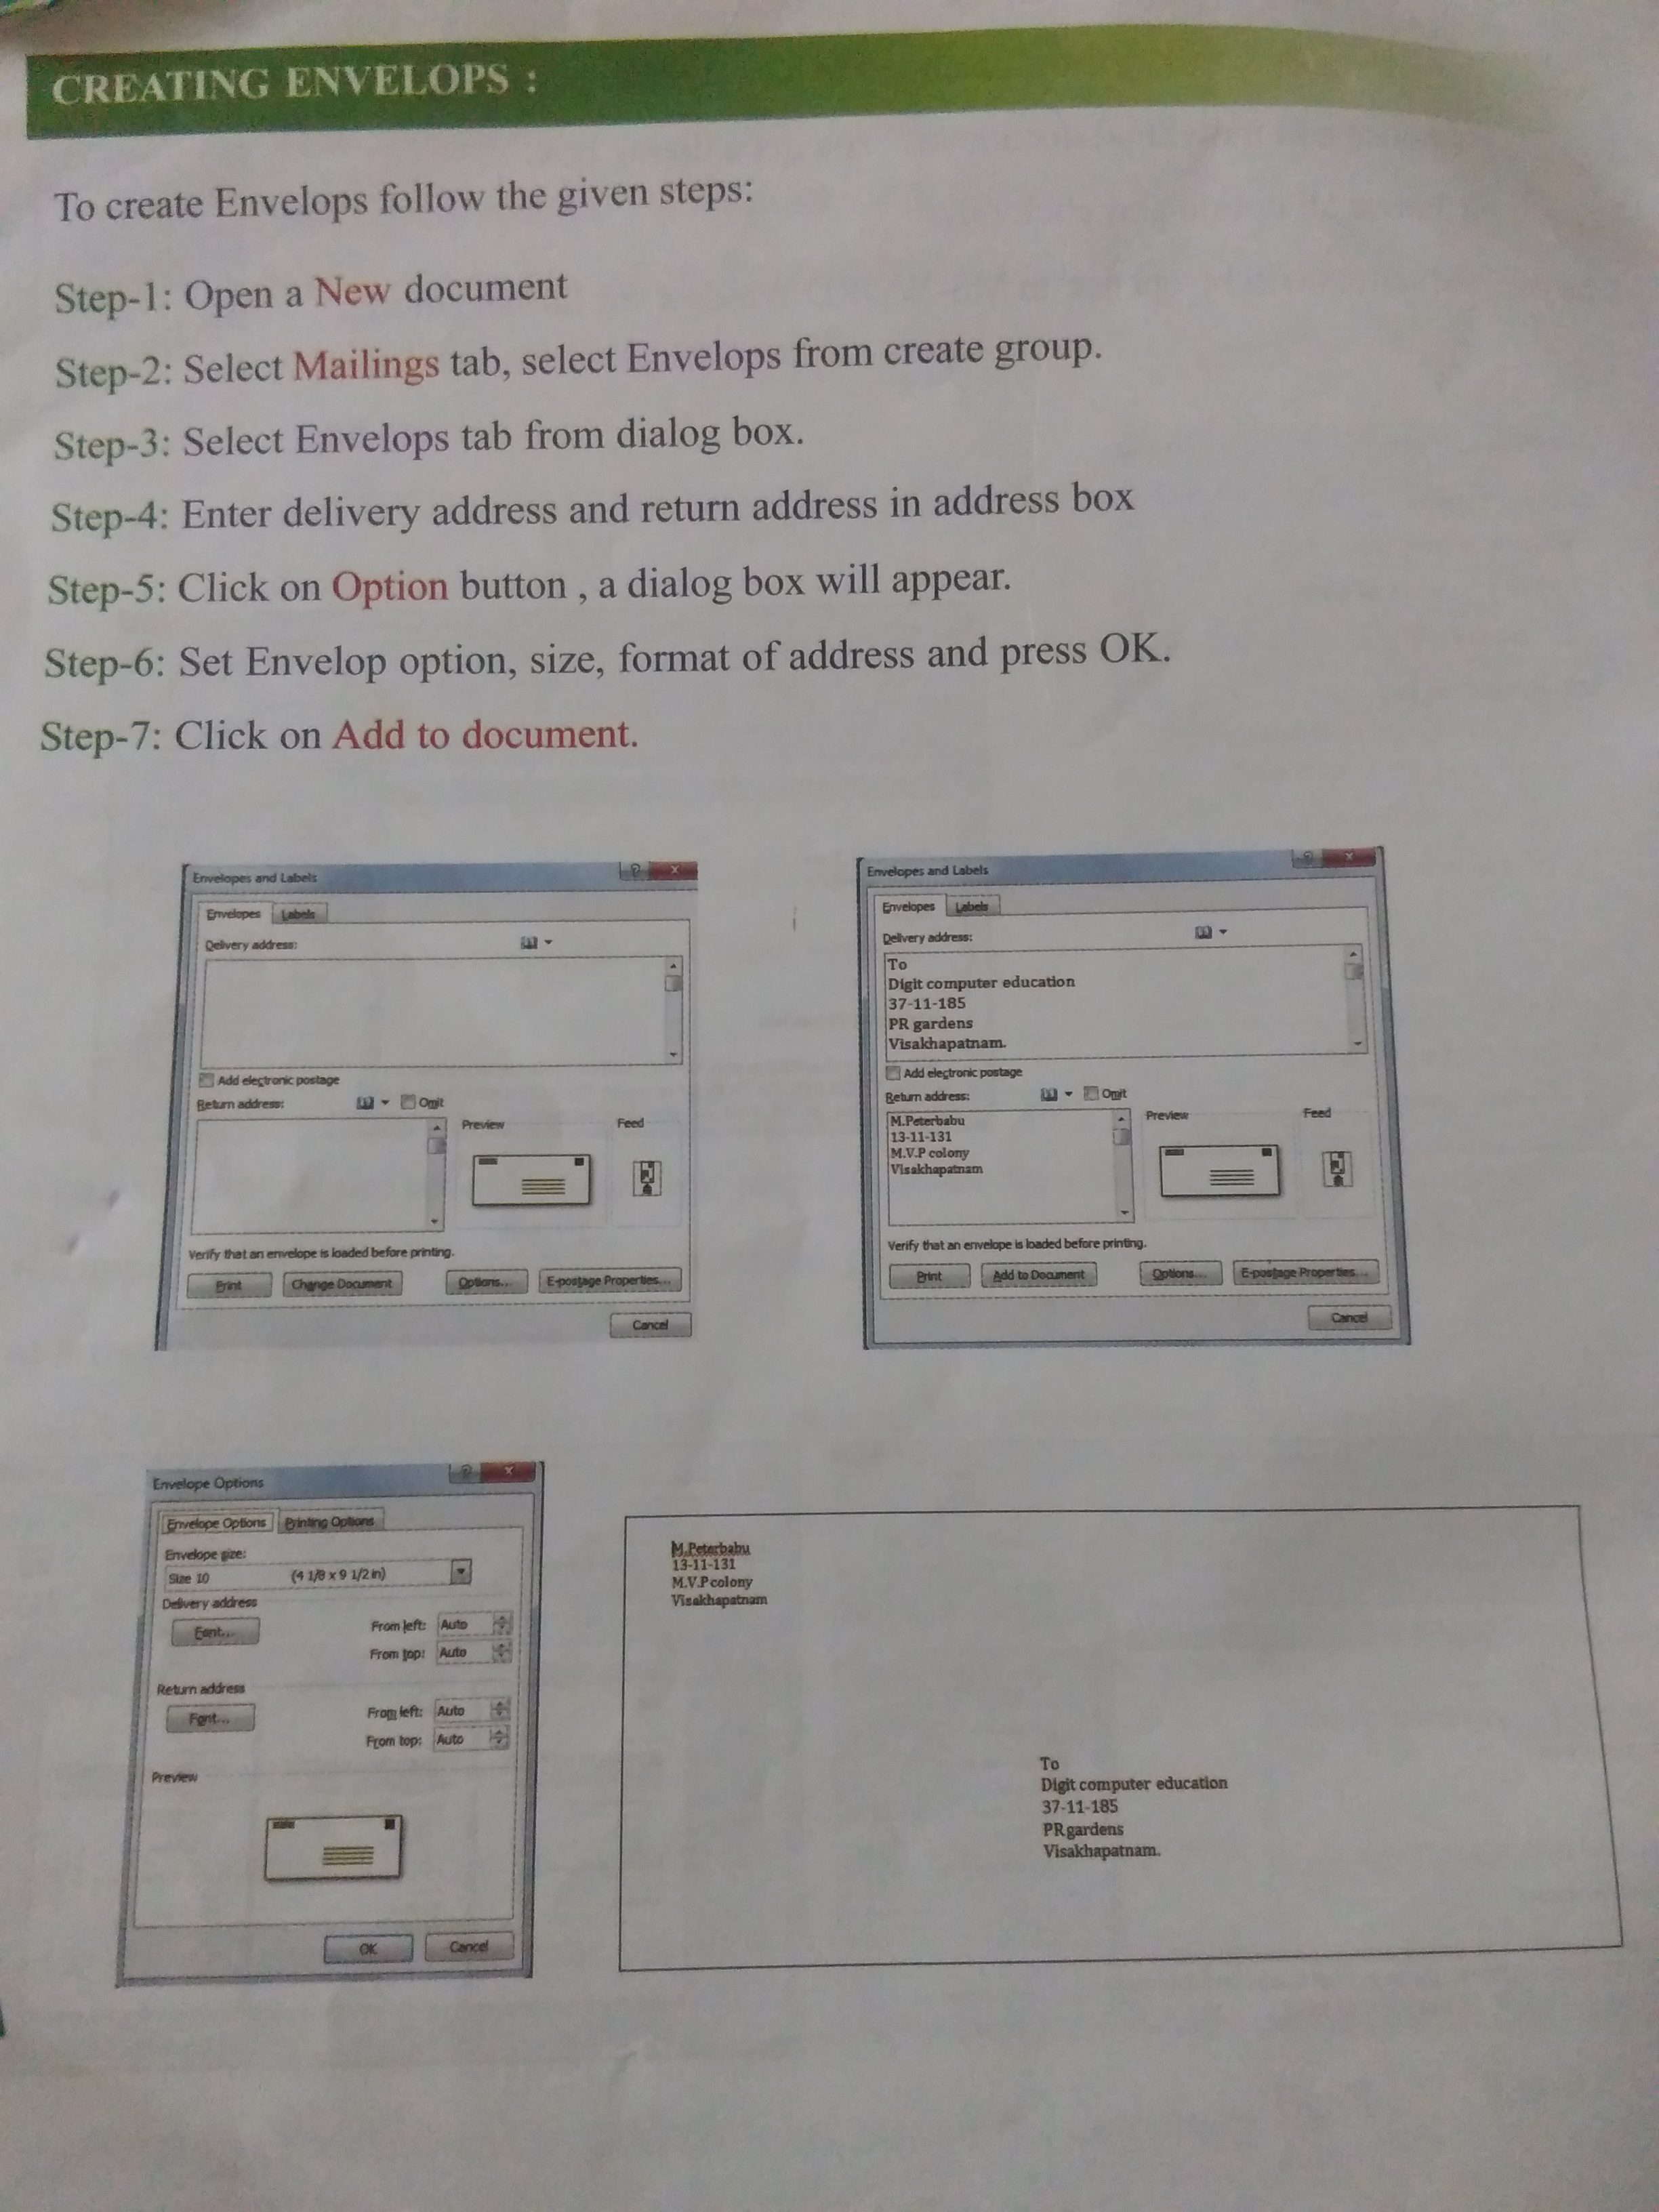 CREATING ENVELOPS :
To create Envelops follow the given steps:
Step-1: Open a New document
Step-2: Select Mailings tab, select Envelops from create group.
Step-3: Select Envelops tab from dialog box.
Step-4: Enter delivery address and return address in address box
Step-5: Click on Option button , a dialog box will appear.
Step-6: Set Envelop option, size, format of address and press OK.
Step-7: Click on Add to document.
Envelopes and Labels
Envelopes Labels
Delivery address:
Add electronic postage
Return address: Omit
Preview Feed
Verify that an envelope is loaded before printing.
Print Change Document Options... E-postage Properties...
Cancel
Envelopes and Labels
Envelopes Labels
Delivery address:
To
Digit computer education
37-11-185
PR gardens
Visakhapatnam.
Add electronic postage
Return address: Omit
M.Peterbabu
13-11-131
M.V.P colony
Visakhapatnam
Preview Feed
Verify that an envelope is loaded before printing.
Print Add to Document Options... E-postage Properties...
Cancel
Envelope Options
Envelope Options Printing Options
Envelope size:
Size 10 (4 1/8 x 9 1/2 in)
Delivery address
Font... From left: Auto
From top: Auto
Return address
Font... From left: Auto
From top: Auto
Preview
OK Cancel
M.Peterbabu
13-11-131
M.V.P colony
Visakhapatnam
To
Digit computer education
37-11-185
PR gardens
Visakhapatnam.